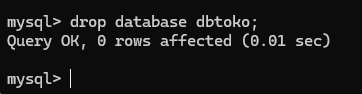 mysql> drop database dbtoko;
Query OK, 0 rows affected (0.01 sec)
mysql>